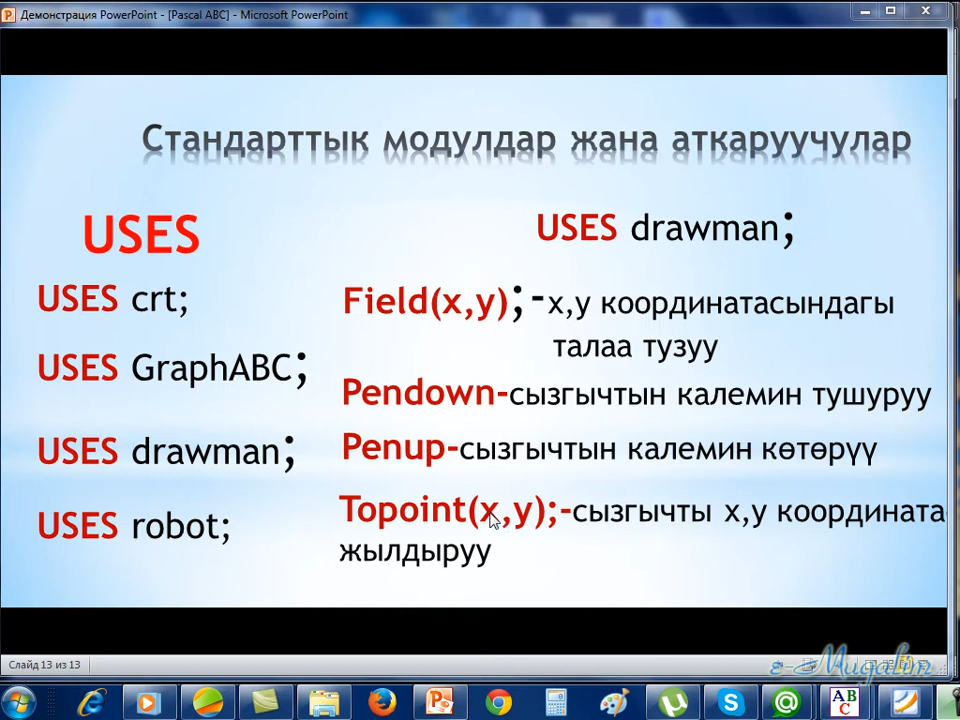 Демонстрация PowerPoint - [Pascal ABC] - Microsoft PowerPoint
Стандарттык модулдар жана аткаруучулар
USES
USES crt;
USES GraphABC;
USES drawman;
USES robot;
USES drawman;
Field(x,y);-х,у координатасындагы
талаа тузуу
Pendown-сызгычтын калемин тушуруу
Penup-сызгычтын калемин көтөрүү
Topoint(x,y);-сызгычты х,у координата
жылдыруу
Слайд 13 из 13
e-Mugalim
ABC